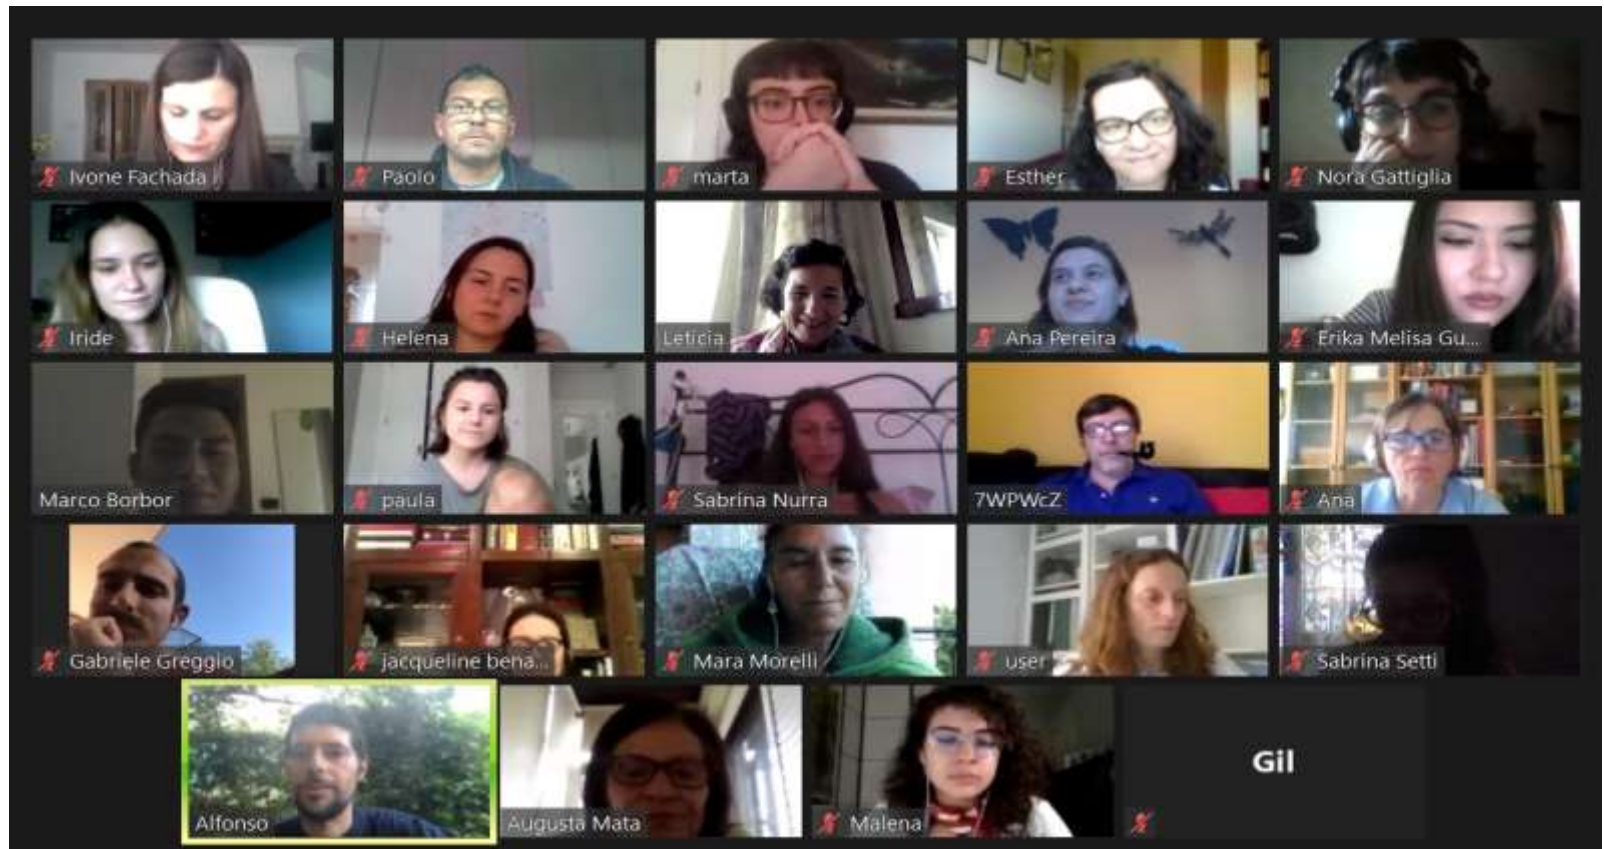 Ivone Fachada
Paolo
marta
Esther
Nora Gattiglia
Iride
Helena
Leticia
Ana Pereira
Erika Melisa Gu...
Marco Borbor
paula
Sabrina Nurra
7WPWcZ
Ana
Gabriele Greggio
jacqueline bena...
Mara Morelli
user
Sabrina Setti
Alfonso
Augusta Mata
Malena
Gil